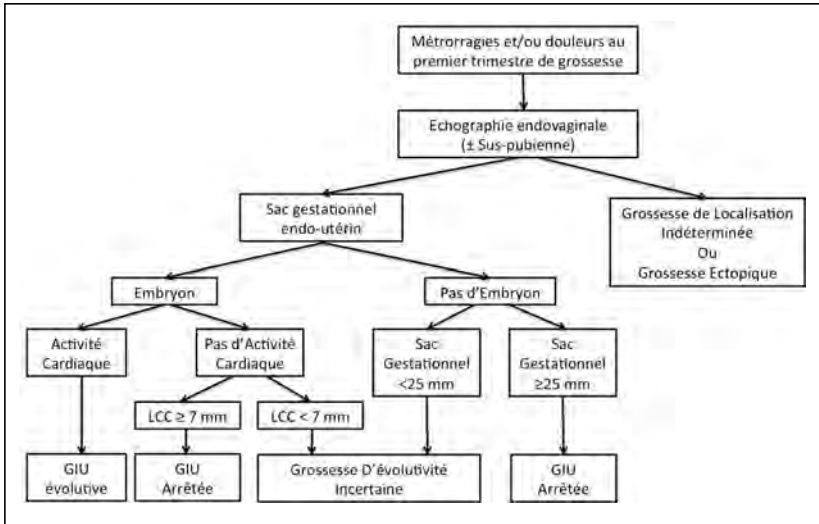 Métrorragies et/ou douleurs au
premier trimestre de grossesse
Echographie endovaginale
(± Sus-pubienne)
Sac gestationnel
endo-utérin
Grossesse de Localisation
Indéterminée
Ou
Grossesse Ectopique
Embryon
Pas d'Embryon
Activité
Cardiaque
Pas d'Activité
Cardiaque
Sac
Gestationnel
<25 mm
Sac
Gestationnel
≥25 mm
LCC ≥ 7 mm
LCC < 7 mm
GIU
évolutive
GIU
Arrêtée
Grossesse D'évolutivité
Incertaine
GIU
Arrêtée